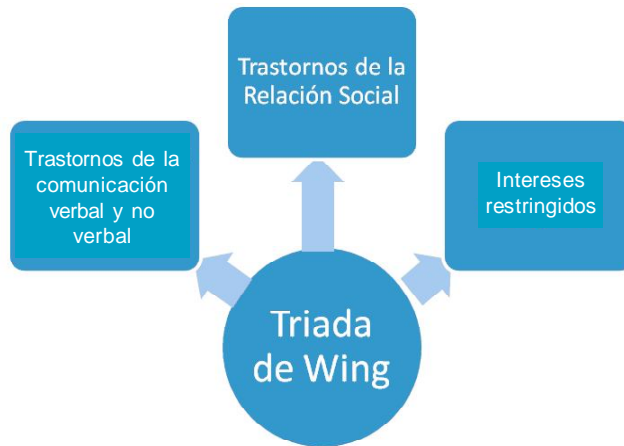 Trastornos de la
Relación Social
Trastornos de la
comunicación
verbal y no
verbal
Intereses
restringidos
Triada
de Wing